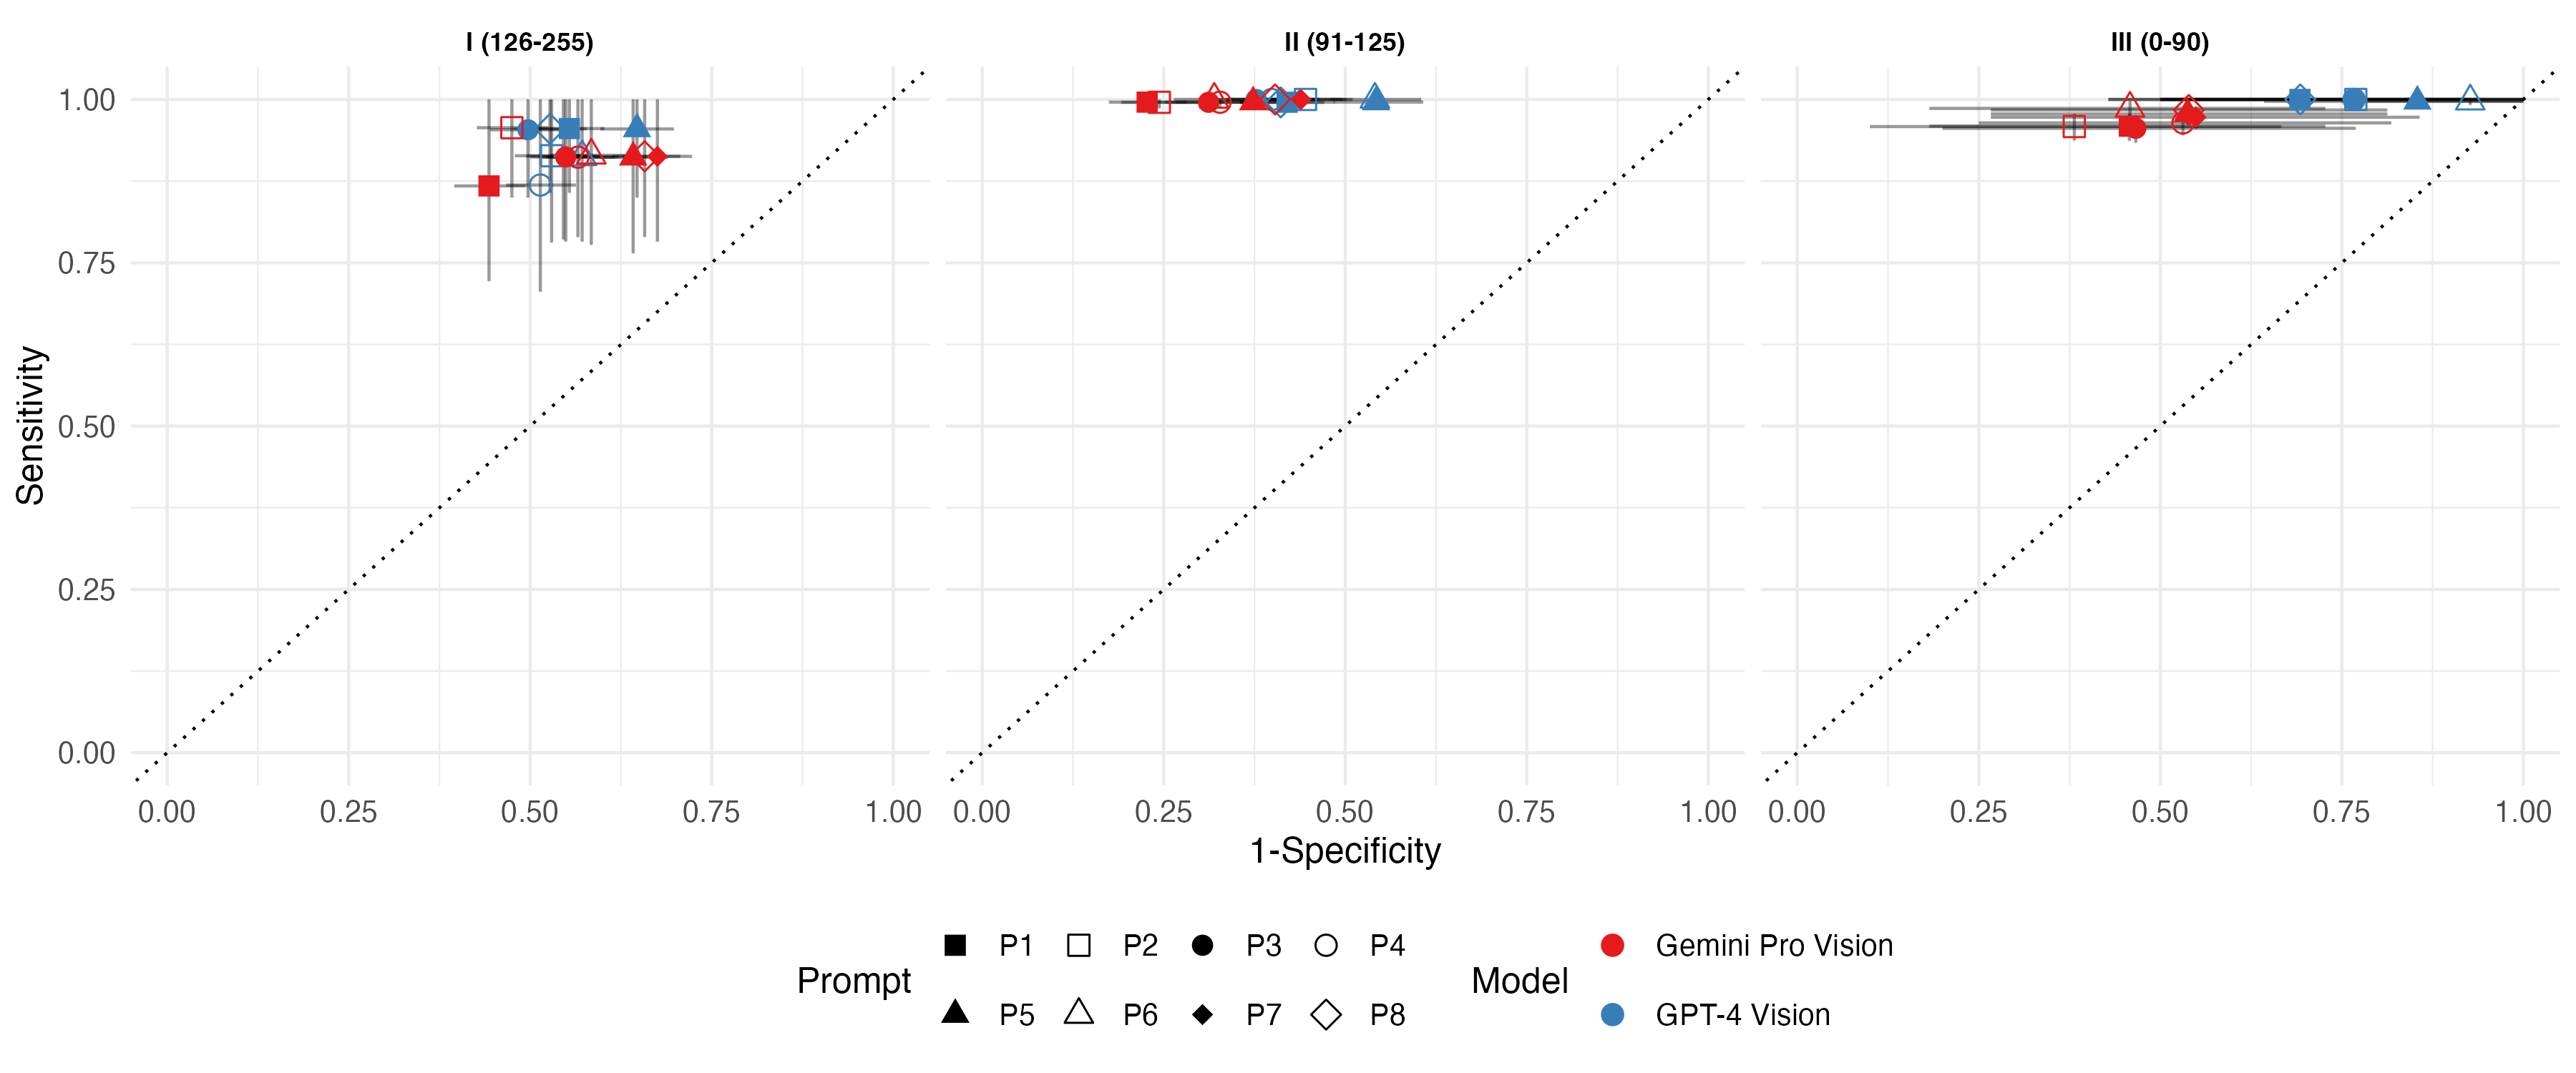 I (126-255)
II (91-125)
III (0-90)
1.00
0.75
0.50
0.25
0.00
Sensitivity
0.00 0.25 0.50 0.75 1.00
0.00 0.25 0.50 0.75 1.00
0.00 0.25 0.50 0.75 1.00
1-Specificity
Prompt
P1 P2 P3 P4
P5 P6 P7 P8
Model
Gemini Pro Vision
GPT-4 Vision